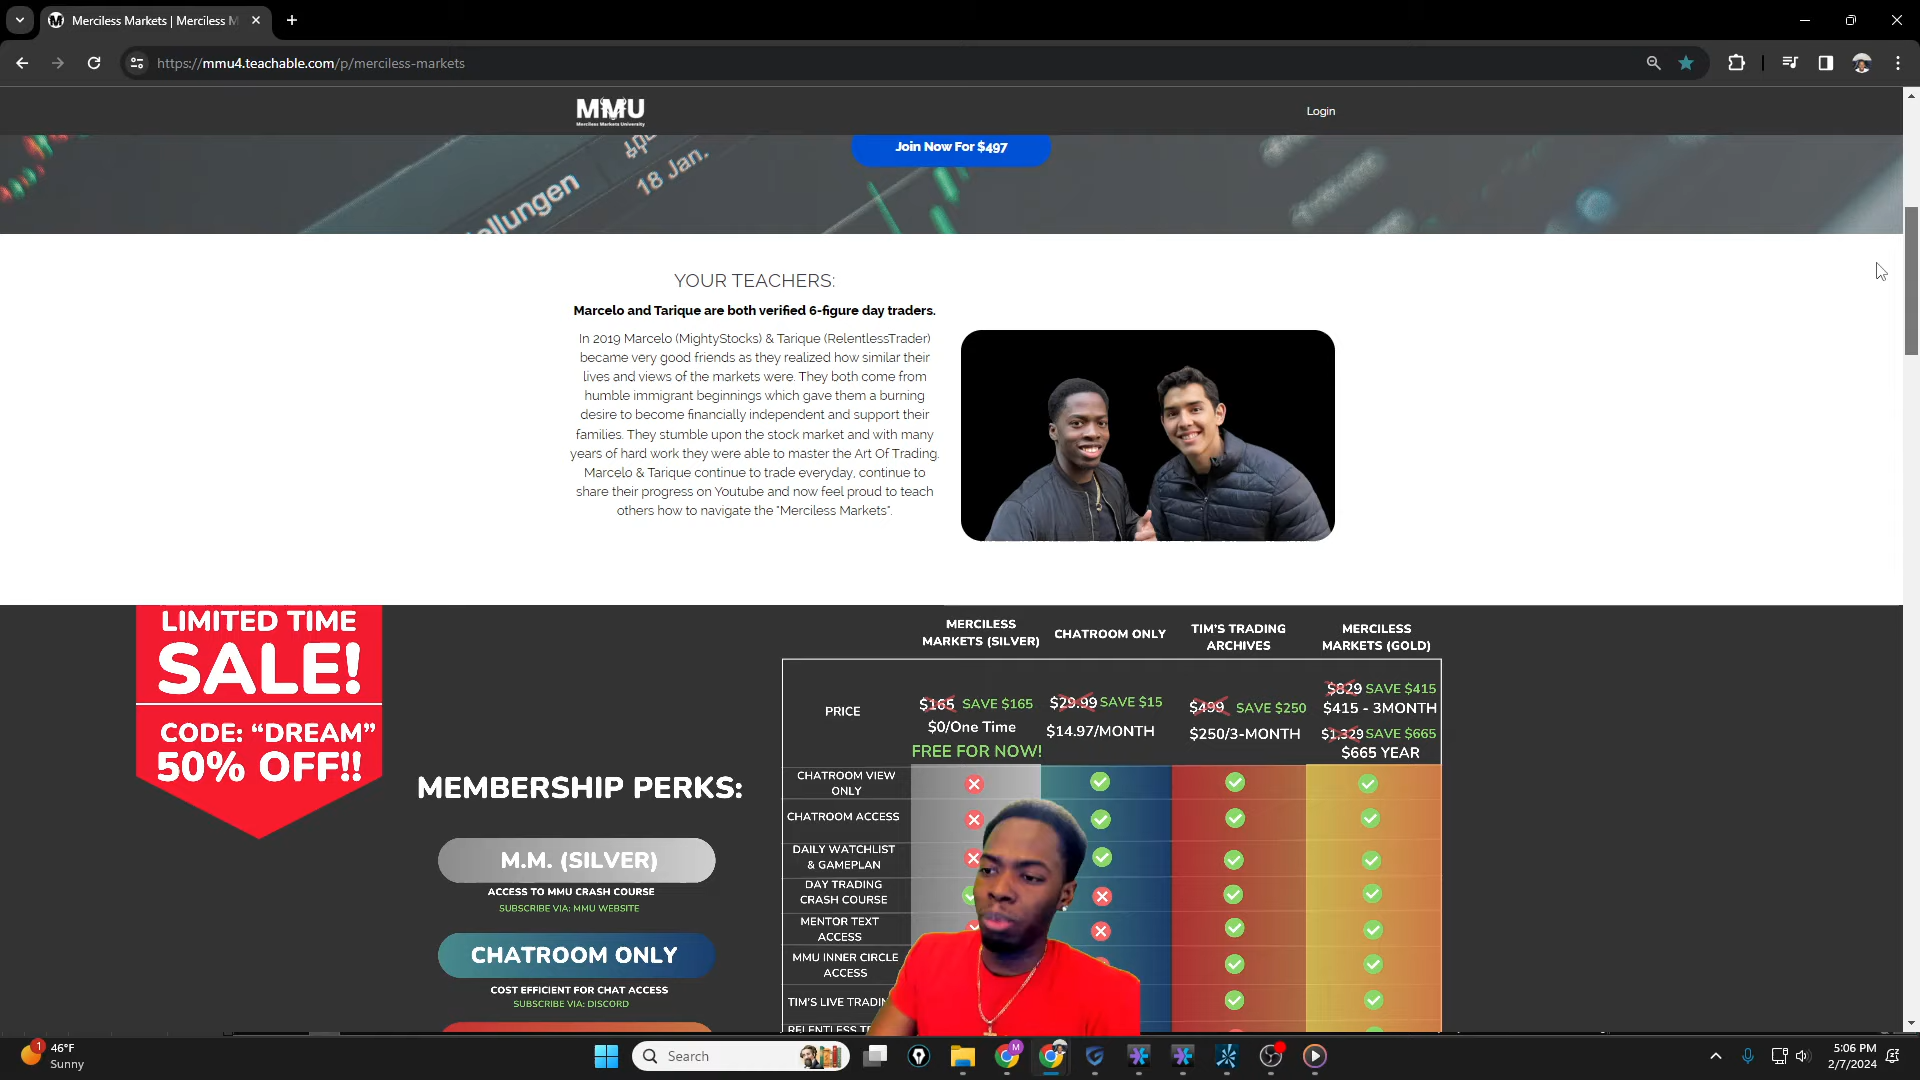 Merciless Markets | Merciless M
https://mmu4.teachable.com/p/merciless-markets
MMU
Merciless Markets University
Login
Join Now For $497
ellungen
18 Jan.
YOUR TEACHERS:
Marcelo and Tarique are both verified 6-figure day traders.
In 2019 Marcelo (MightyStocks) & Tarique (RelentlessTrader)
became very good friends as they realized how similar their
lives and views of the markets were. They both come from
humble immigrant beginnings which gave them a burning
desire to become financially independent and support their
families. They stumble upon the stock market and with many
years of hard work they were able to master the Art Of Trading.
Marcelo & Tarique continue to trade everyday, continue to
share their progress on Youtube and now feel proud to teach
others how to navigate the "Merciless Markets".
LIMITED TIME
SALE!
CODE: “DREAM”
50% OFF!!
MEMBERSHIP PERKS:
M.M. (SILVER)
ACCESS TO MMU CRASH COURSE
SUBSCRIBE VIA: MMU WEBSITE
CHATROOM ONLY
COST EFFICIENT FOR CHAT ACCESS
SUBSCRIBE VIA: DISCORD
MERCILESS
MARKETS (SILVER)
CHATROOM ONLY
TIM'S TRADING
ARCHIVES
MERCILESS
MARKETS (GOLD)
PRICE
$165 SAVE $165
$0/One Time
FREE FOR NOW!
$29.99 SAVE $15
$14.97/MONTH
$499 SAVE $250
$250/3-MONTH
$829 SAVE $415
$415 - 3MONTH
$1,329 SAVE $665
$665 YEAR
CHATROOM VIEW
ONLY
CHATROOM ACCESS
DAILY WATCHLIST
& GAMEPLAN
DAY TRADING
CRASH COURSE
MENTOR TEXT
ACCESS
MMU INNER CIRCLE
ACCESS
TIM'S LIVE TRADIN
RELENTLESS
1
46°F
Sunny
Search
M
5:06 PM
2/7/2024